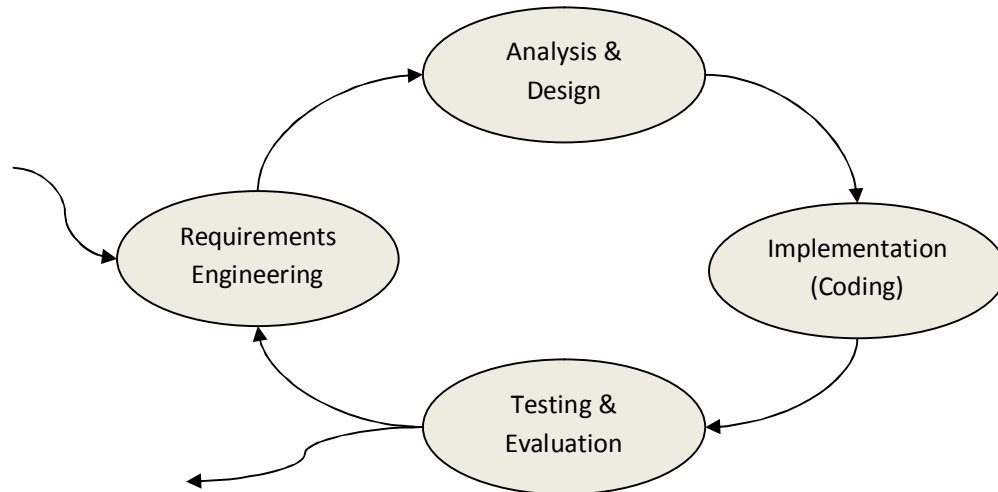 Analysis &
Design
Requirements
Engineering
Implementation
(Coding)
Testing &
Evaluation